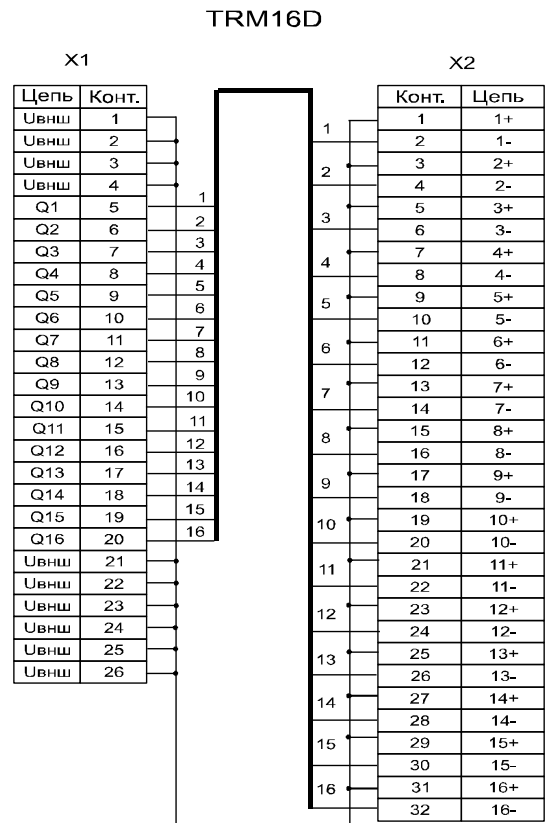 TRM16D
X1
Цепь Конт.
Uвнш 1
Uвнш 2
Uвнш 3
Uвнш 4
Q1 5 1
Q2 6 2
Q3 7 3
Q4 8 4
Q5 9 5
Q6 10 6
Q7 11 7
Q8 12 8
Q9 13 9
Q10 14 10
Q11 15 11
Q12 16 12
Q13 17 13
Q14 18 14
Q15 19 15
Q16 20 16
Uвнш 21
Uвнш 22
Uвнш 23
Uвнш 24
Uвнш 25
Uвнш 26
X2
Конт. Цепь
1 1 1+
2 1-
2 3 2+
4 2-
3 5 3+
6 3-
4 7 4+
8 4-
5 9 5+
10 5-
6 11 6+
12 6-
7 13 7+
14 7-
8 15 8+
16 8-
9 17 9+
18 9-
10 19 10+
20 10-
11 21 11+
22 11-
12 23 12+
24 12-
13 25 13+
26 13-
14 27 14+
28 14-
15 29 15+
30 15-
16 31 16+
32 16-